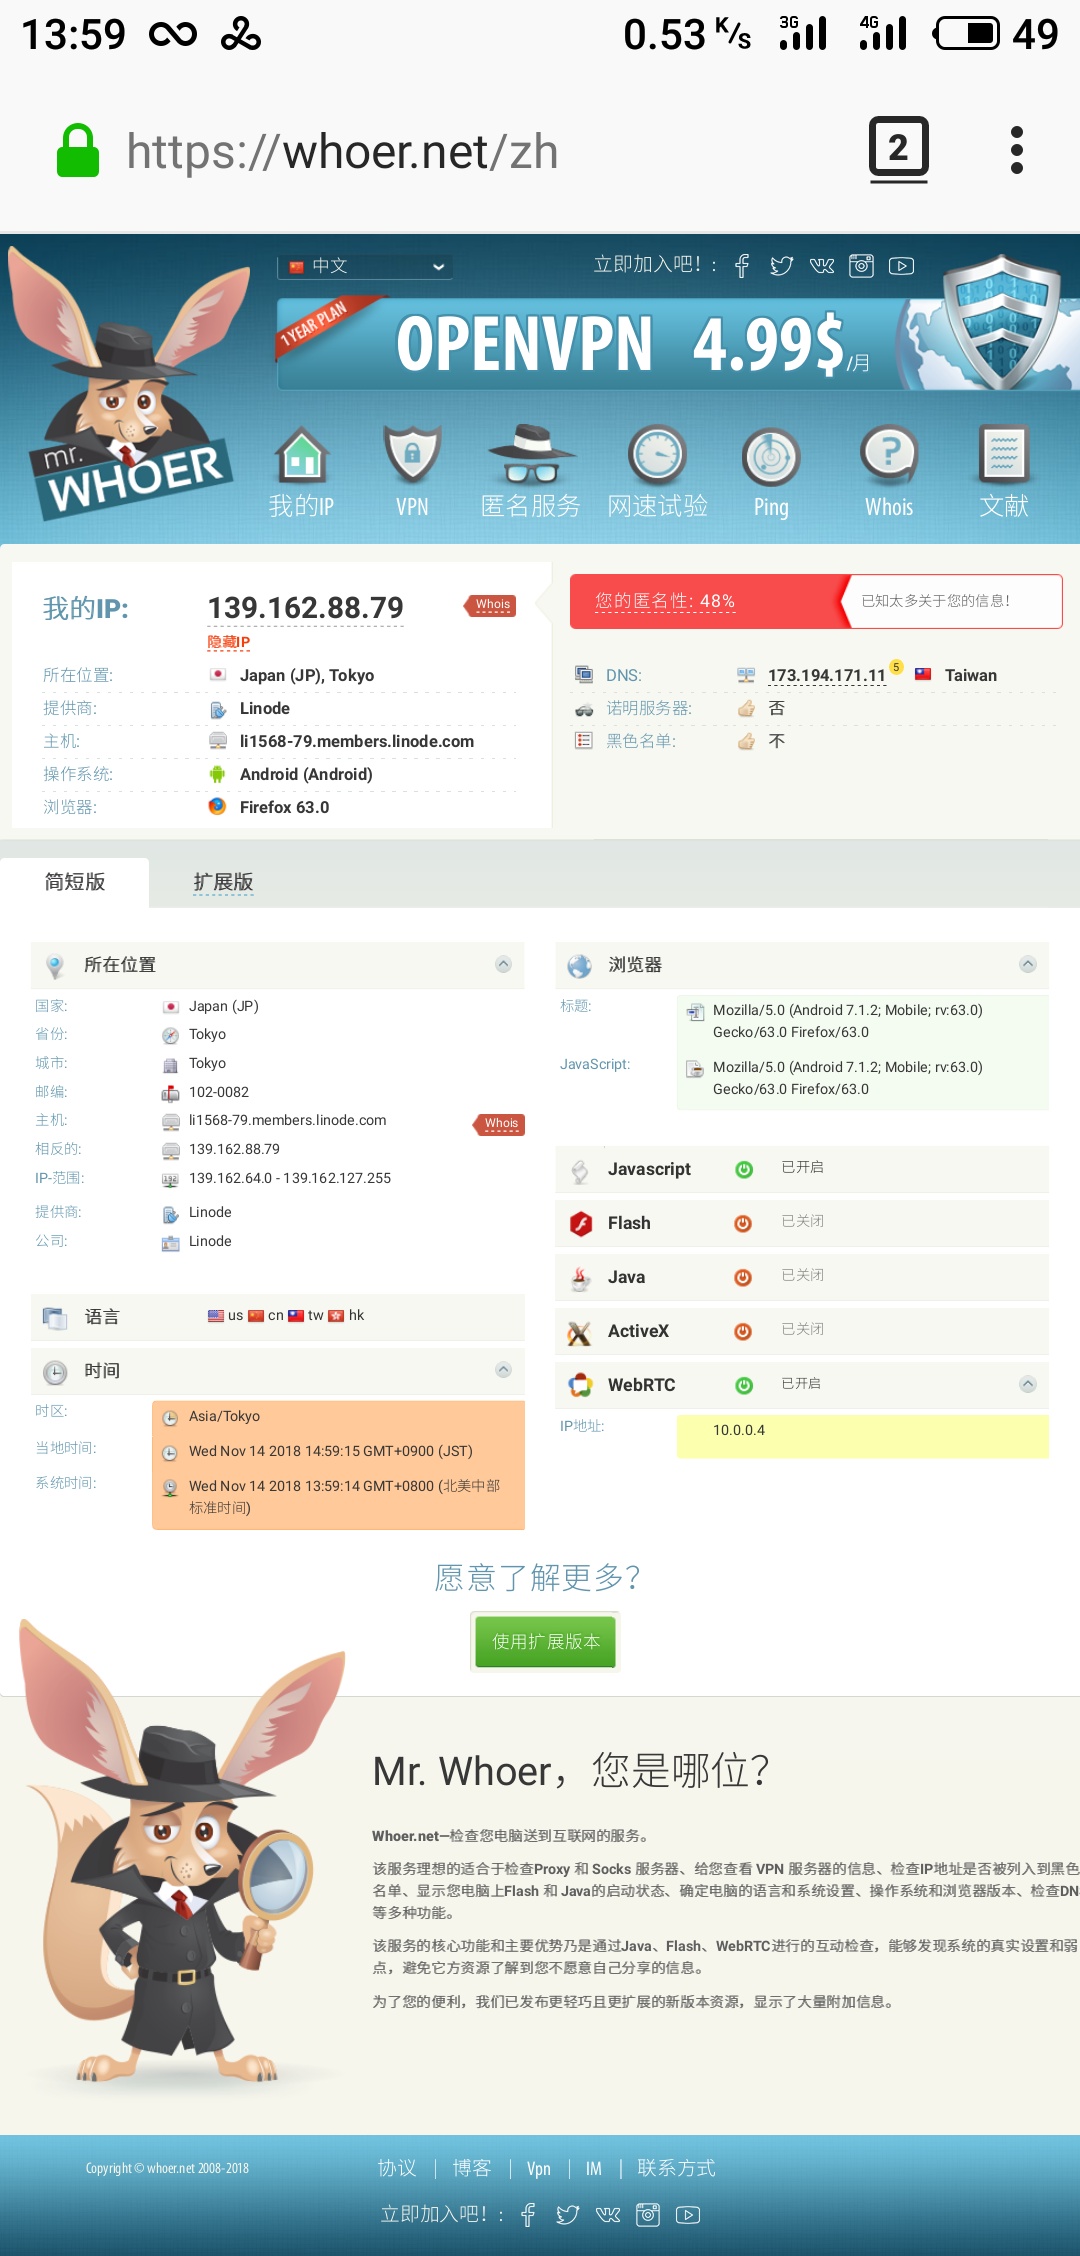 13:59
0.53 K/s 3G 4G 49
https://whoer.net/zh
2
中文
立即加入吧！:
1 YEAR PLAN
OPENVPN 4.99$/月
mr. WHOER
我的IP VPN 匿名服务 网速试验 Ping Whois 文献
我的IP: 139.162.88.79 Whois
隐藏IP
所在位置: Japan (JP), Tokyo
提供商: Linode
主机: li1568-79.members.linode.com
操作系统: Android (Android)
浏览器: Firefox 63.0
您的匿名性: 48% 已知太多关于您的信息！
DNS: 173.194.171.11 5 Taiwan
诺明服务器: 否
黑色名单: 不
简短版 扩展版
所在位置
国家: Japan (JP)
省份: Tokyo
城市: Tokyo
邮编: 102-0082
主机: li1568-79.members.linode.com Whois
相反的: 139.162.88.79
IP-范围: 139.162.64.0 - 139.162.127.255
提供商: Linode
公司: Linode
语言 us cn tw hk
时间
时区: Asia/Tokyo
当地时间: Wed Nov 14 2018 14:59:15 GMT+0900 (JST)
系统时间: Wed Nov 14 2018 13:59:14 GMT+0800 (北美中部
标准时间)
浏览器
标题: Mozilla/5.0 (Android 7.1.2; Mobile; rv:63.0)
Gecko/63.0 Firefox/63.0
JavaScript: Mozilla/5.0 (Android 7.1.2; Mobile; rv:63.0)
Gecko/63.0 Firefox/63.0
Javascript 已开启
Flash 已关闭
Java 已关闭
ActiveX 已关闭
WebRTC 已开启
IP地址: 10.0.0.4
愿意了解更多？
使用扩展版本
Mr. Whoer，您是哪位？
Whoer.net—检查您电脑送到互联网的服务。
该服务理想的适合于检查Proxy 和 Socks 服务器、给您查看 VPN 服务器的信息、检查IP地址是否被列入到黑色
名单、显示您电脑上Flash 和 Java的启动状态、确定电脑的语言和系统设置、操作系统和浏览器版本、检查DNS
等多种功能。
该服务的核心功能和主要优势乃是通过Java、Flash、WebRTC进行的互动检查，能够发现系统的真实设置和弱
点，避免它方资源了解到您不愿意自己分享的信息。
为了您的便利，我们已发布更轻巧且更扩展的新版本资源，显示了大量附加信息。
Copyright © whoer.net 2008-2018
协议 | 博客 | Vpn | IM | 联系方式
立即加入吧！: